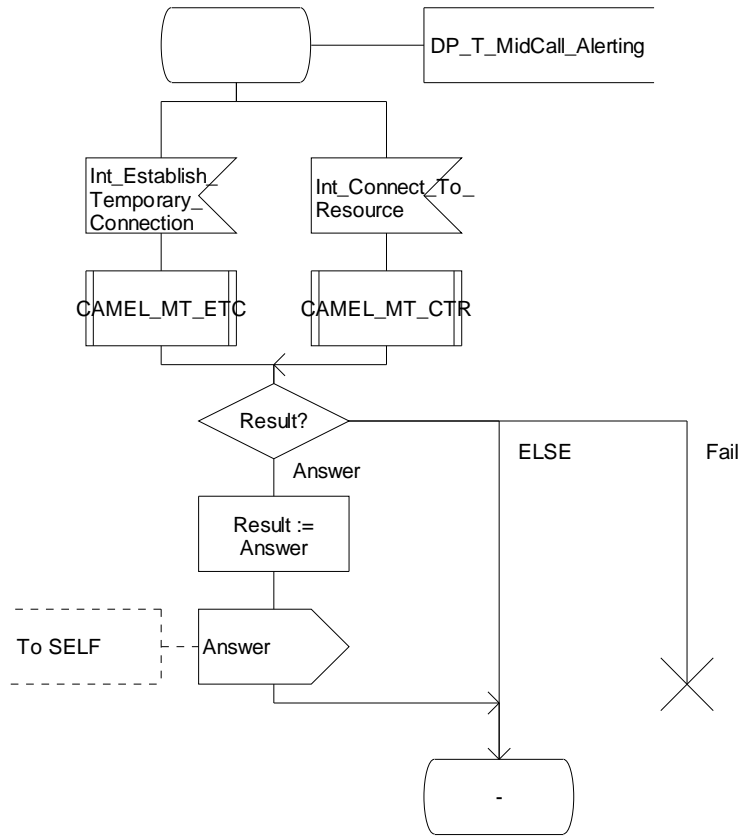 DP_T_MidCall_Alerting
Int_Establish_
Temporary_
Connection
Int_Connect_To_
Resource
CAMEL_MT_ETC
CAMEL_MT_CTR
Result?
ELSE
Fail
Answer
Result :=
Answer
To SELF
Answer
-